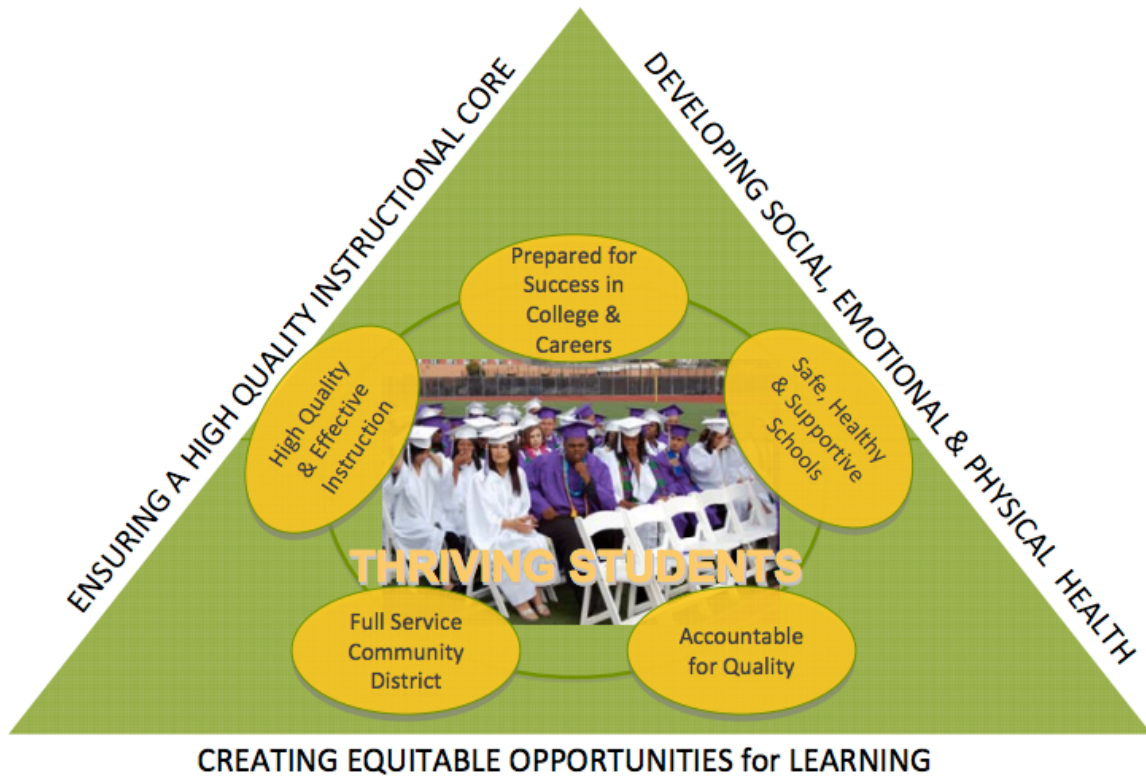 ENSURING A HIGH QUALITY INSTRUCTIONAL CORE
DEVELOPING SOCIAL, EMOTIONAL & PHYSICAL HEALTH
Prepared for
Success in
College &
Careers
High Quality
& Effective
Instruction
Safe, Healthy
& Supportive
Schools
THRIVING STUDENTS
Full Service
Community
District
Accountable
for Quality
CREATING EQUITABLE OPPORTUNITIES for LEARNING